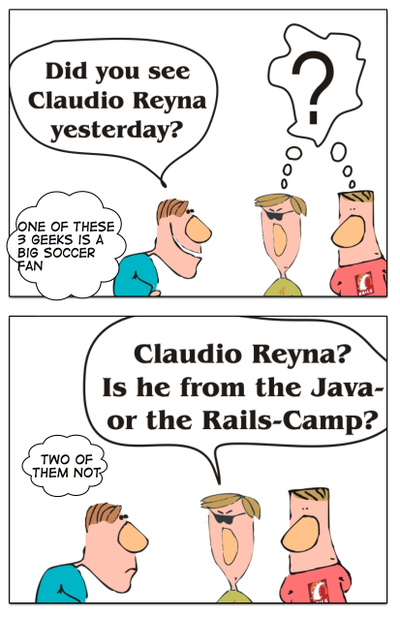 Did you see
Claudio Reyna
yesterday?
?
ONE OF THESE
3 GEEKS IS A
BIG SOCCER
FAN
Claudio Reyna?
Is he from the Java-
or the Rails-Camp?
TWO OF
THEM NOT